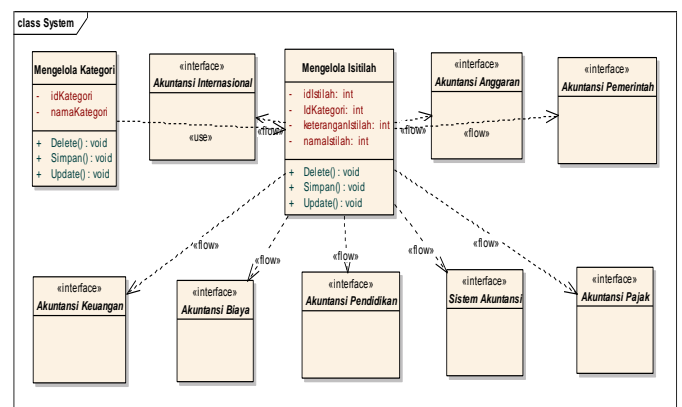 class System
Mengelola Kategori
- idKategori
- namaKategori
+ Delete() : void
+ Simpan() : void
+ Update() : void
«interface»
Akuntansi Internasional
Mengelola Isitilah
- idIstilah: int
- IdKategori: int
- keteranganIstilah: int
- namaIstilah: int
+ Delete() : void
+ Simpan() : void
+ Update() : void
«interface»
Akuntansi Anggaran
«interface»
Akuntansi Pemerintah
«use»
«flow»
«flow»
«flow»
«flow»
«flow»
«flow»
«flow»
«flow»
«interface»
Akuntansi Keuangan
«interface»
Akuntansi Biaya
«interface»
Akuntansi Pendidikan
«interface»
Sistem Akuntansi
«interface»
Akuntansi Pajak